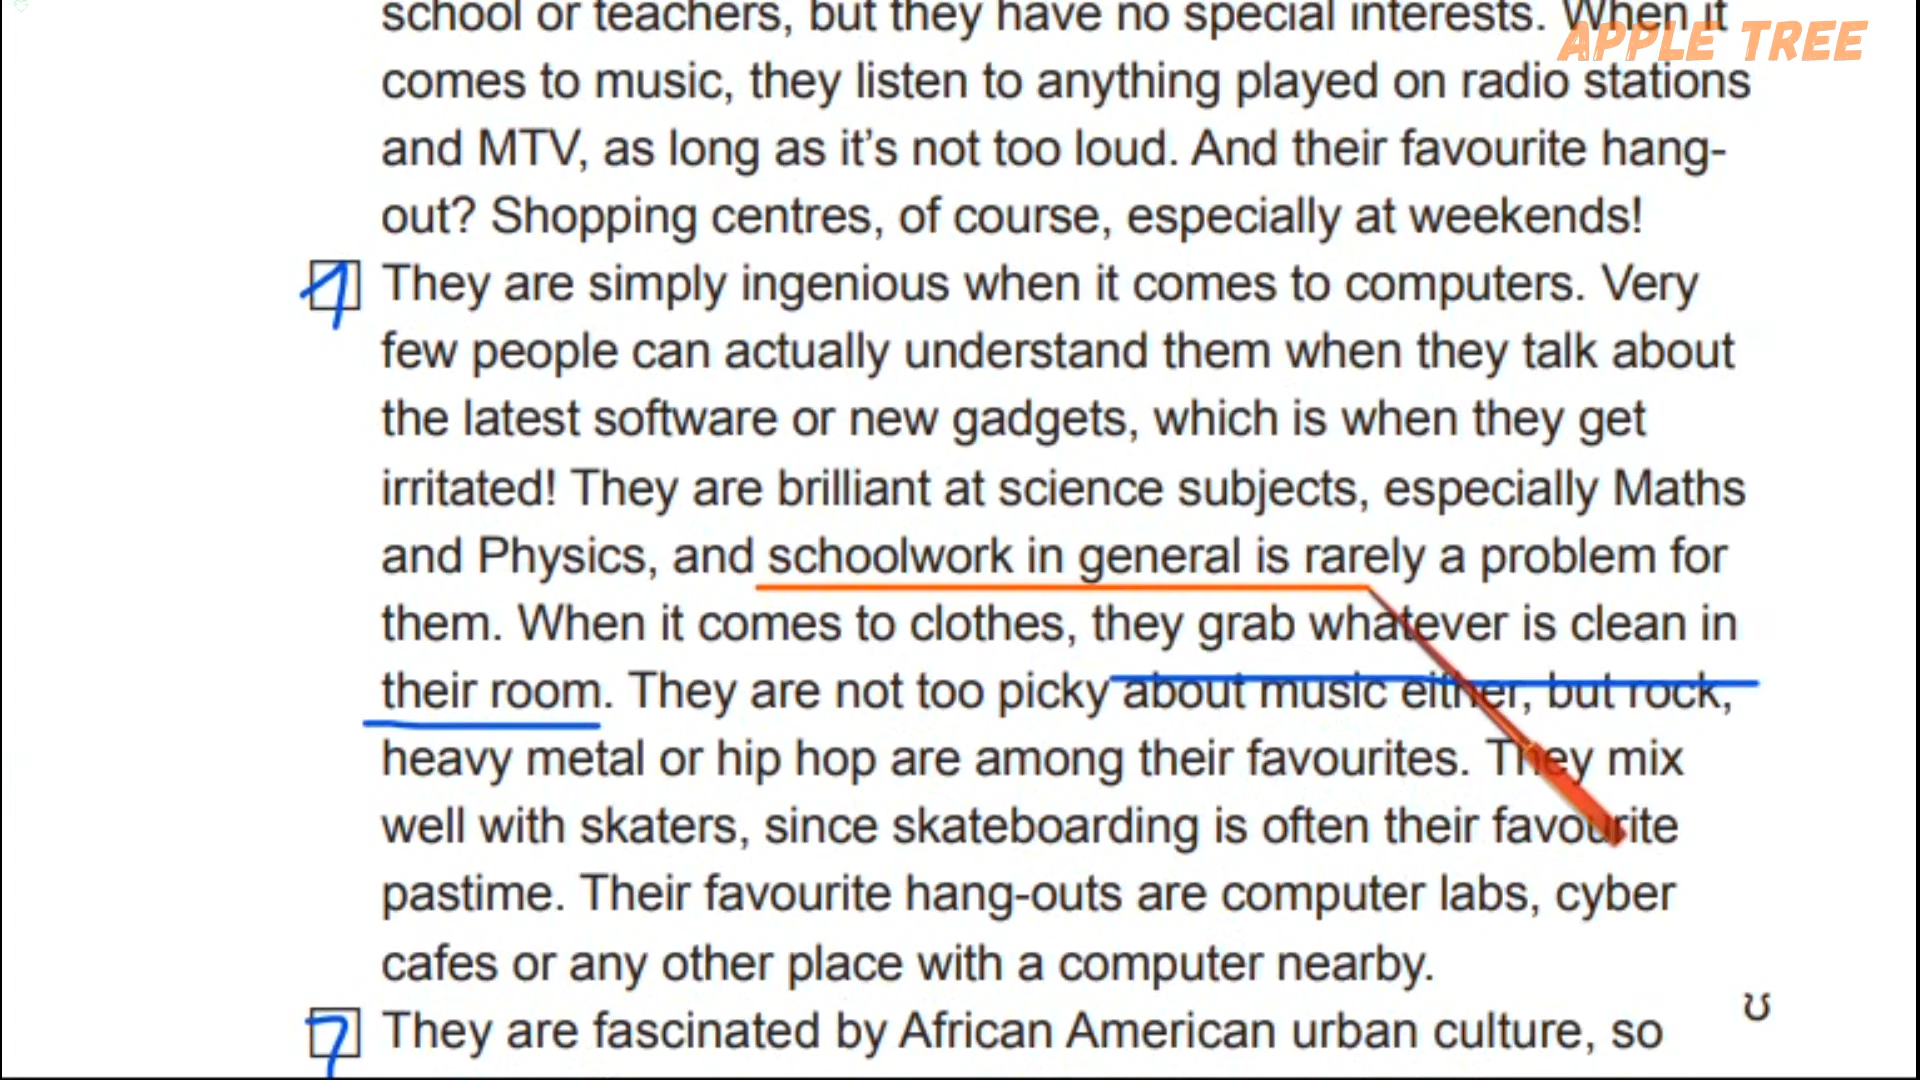 school or teachers, but they have no special interests. When it
APPLE TREE
comes to music, they listen to anything played on radio stations
and MTV, as long as it’s not too loud. And their favourite hang-
out? Shopping centres, of course, especially at weekends!
1 They are simply ingenious when it comes to computers. Very
few people can actually understand them when they talk about
the latest software or new gadgets, which is when they get
irritated! They are brilliant at science subjects, especially Maths
and Physics, and schoolwork in general is rarely a problem for
them. When it comes to clothes, they grab whatever is clean in
their room. They are not too picky about music either, but rock,
heavy metal or hip hop are among their favourites. They mix
well with skaters, since skateboarding is often their favourite
pastime. Their favourite hang-outs are computer labs, cyber
cafes or any other place with a computer nearby.
7 They are fascinated by African American urban culture, so